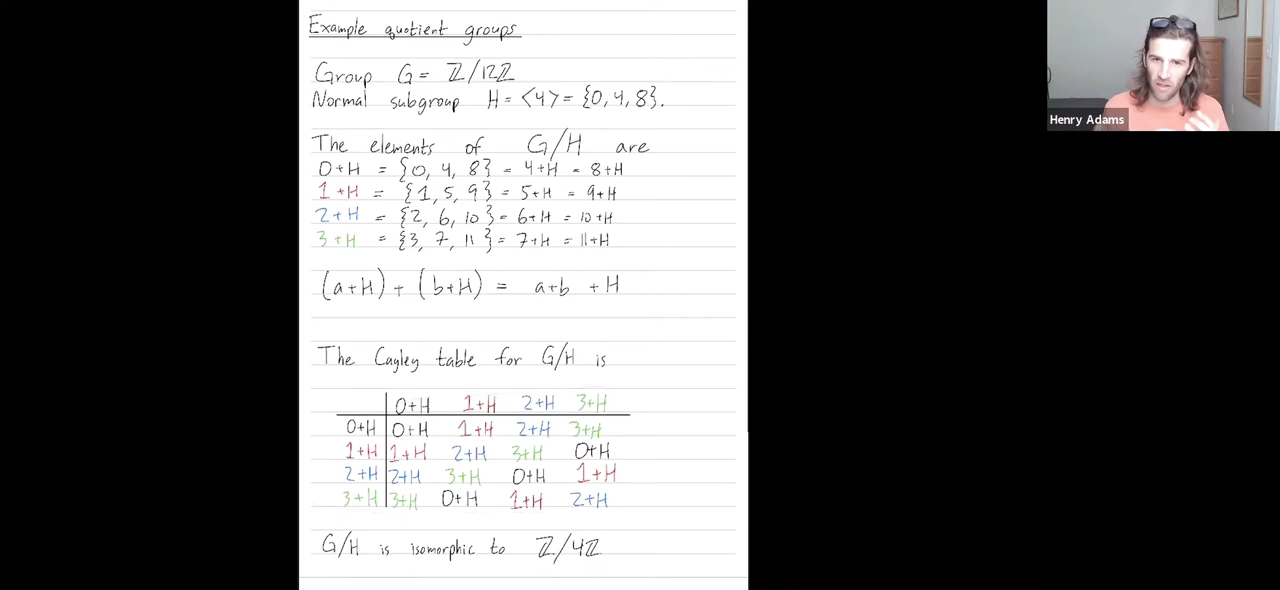 Example quotient groups
Group G = ℤ/12ℤ
Normal subgroup H = <4> = {0, 4, 8}.
The elements of G/H are
0+H = {0, 4, 8} = 4+H = 8+H
1+H = {1, 5, 9} = 5+H = 9+H
2+H = {2, 6, 10} = 6+H = 10+H
3+H = {3, 7, 11} = 7+H = 11+H
(a+H) + (b+H) = a+b + H
The Cayley table for G/H is
0+H 1+H 2+H 3+H
0+H 0+H 1+H 2+H 3+H
1+H 1+H 2+H 3+H 0+H
2+H 2+H 3+H 0+H 1+H
3+H 3+H 0+H 1+H 2+H
G/H is isomorphic to ℤ/4ℤ
Henry Adams